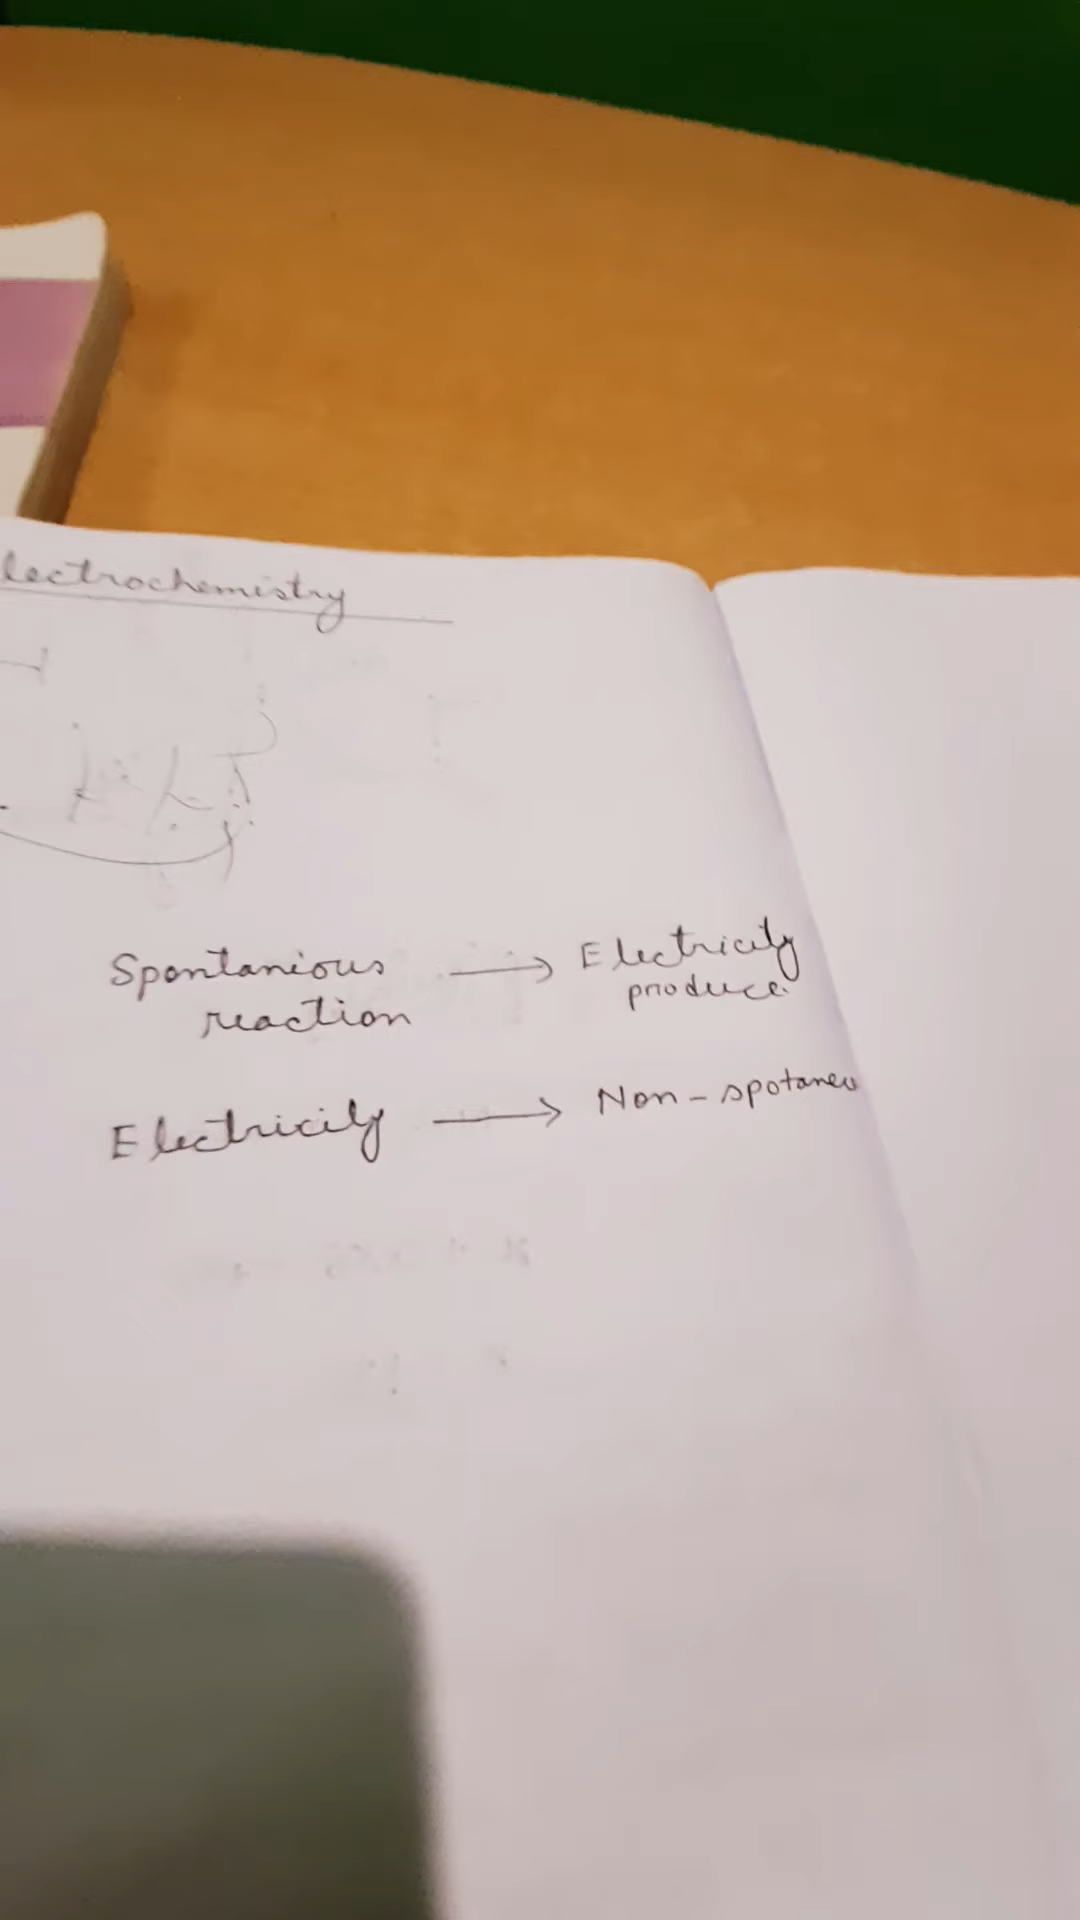 lectrochemistry
Spontanious → Electricity
reaction produce.
Electricity → Non-spotaneu